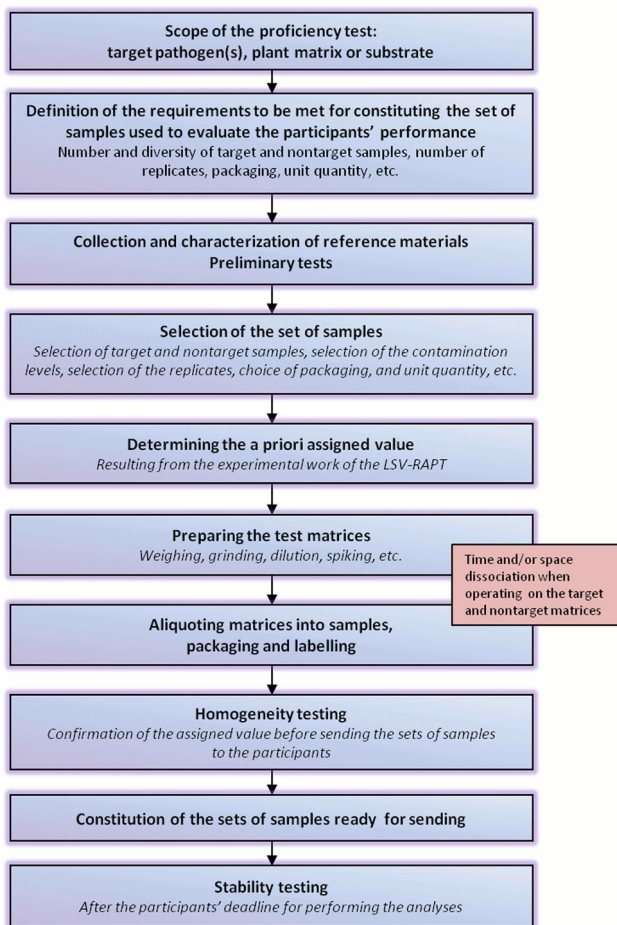 Scope of the proficiency test:
target pathogen(s), plant matrix or substrate
Definition of the requirements to be met for constituting the set of
samples used to evaluate the participants' performance
Number and diversity of target and nontarget samples, number of
replicates, packaging, unit quantity, etc.
Collection and characterization of reference materials
Preliminary tests
Selection of the set of samples
Selection of target and nontarget samples, selection of the contamination
levels, selection of the replicates, choice of packaging, and unit quantity, etc.
Determining the a priori assigned value
Resulting from the experimental work of the LSV-RAPT
Preparing the test matrices
Weighing, grinding, dilution, spiking, etc.
Time and/or space
dissociation when
operating on the target
and nontarget matrices
Aliquoting matrices into samples,
packaging and labelling
Homogeneity testing
Confirmation of the assigned value before sending the sets of samples
to the participants
Constitution of the sets of samples ready for sending
Stability testing
After the participants' deadline for performing the analyses